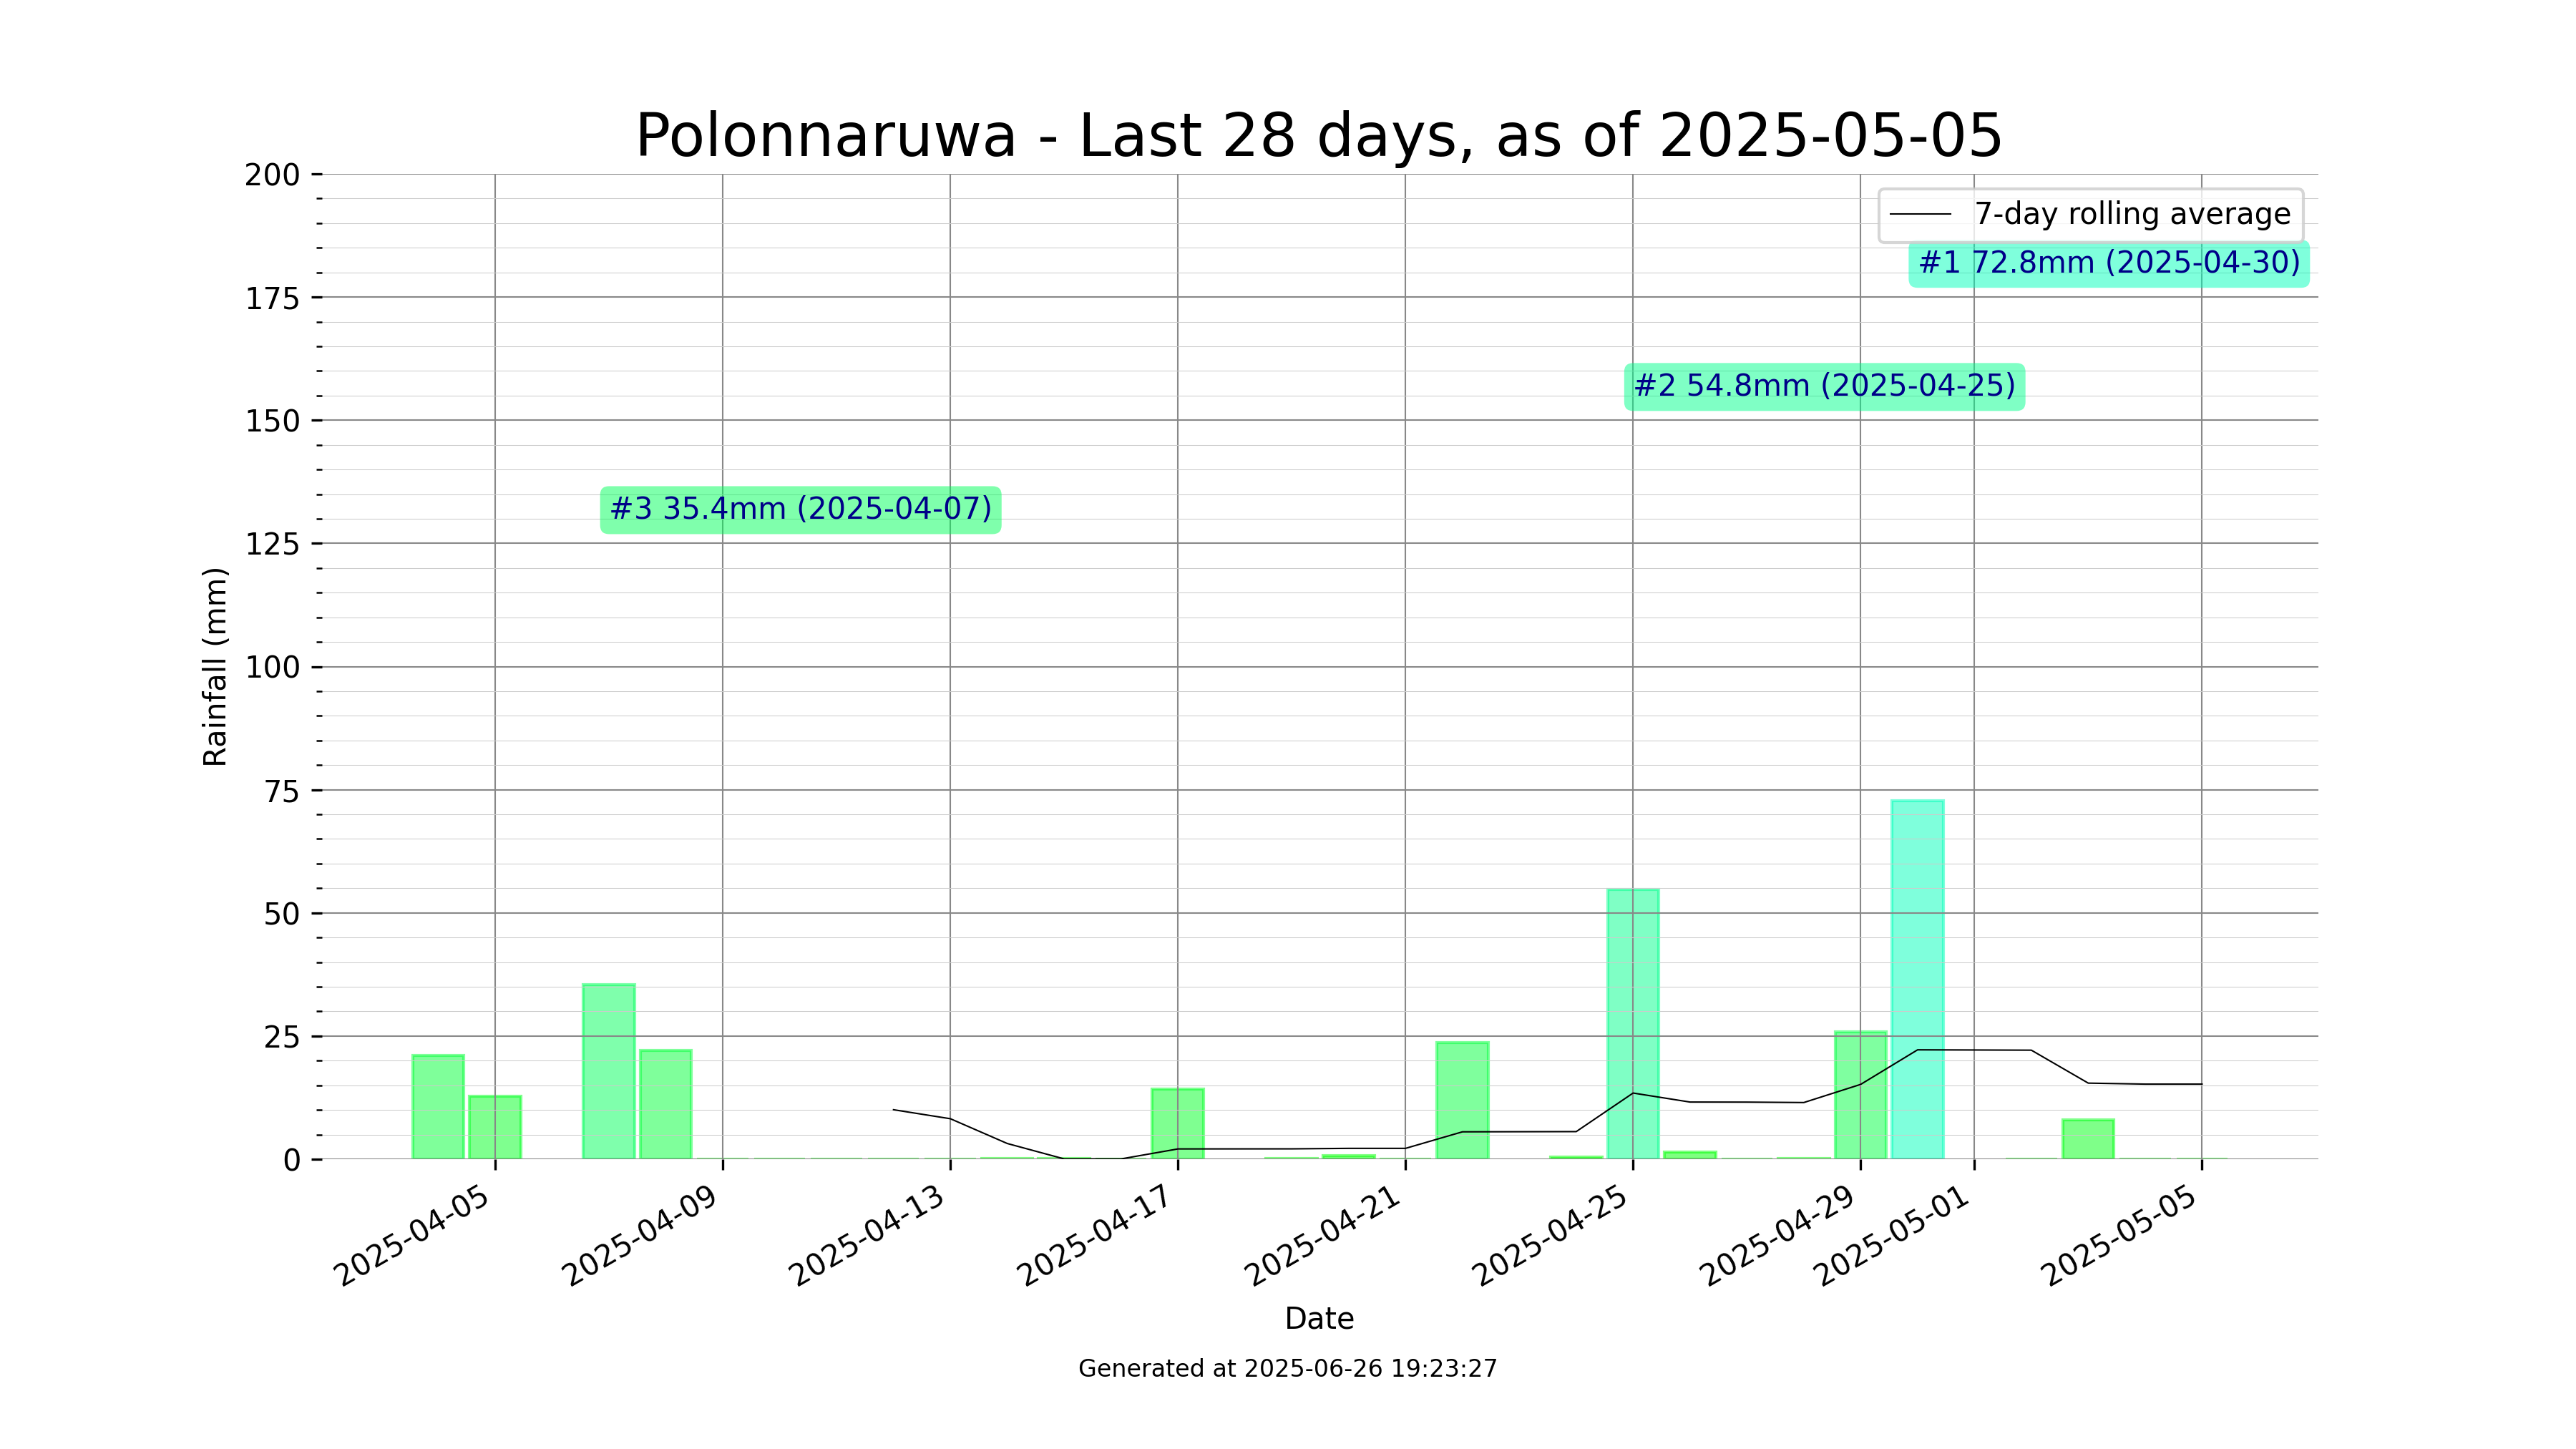 Polonnaruwa - Last 28 days, as of 2025-05-05
200
7-day rolling average
#1 72.8mm (2025-04-30)
175
#2 54.8mm (2025-04-25)
150
#3 35.4mm (2025-04-07)
125
Rainfall (mm)
100
75
50
25
0
2025-04-05
2025-04-09
2025-04-13
2025-04-17
2025-04-21
2025-04-25
2025-04-29
2025-05-01
2025-05-05
Date
Generated at 2025-06-26 19:23:27